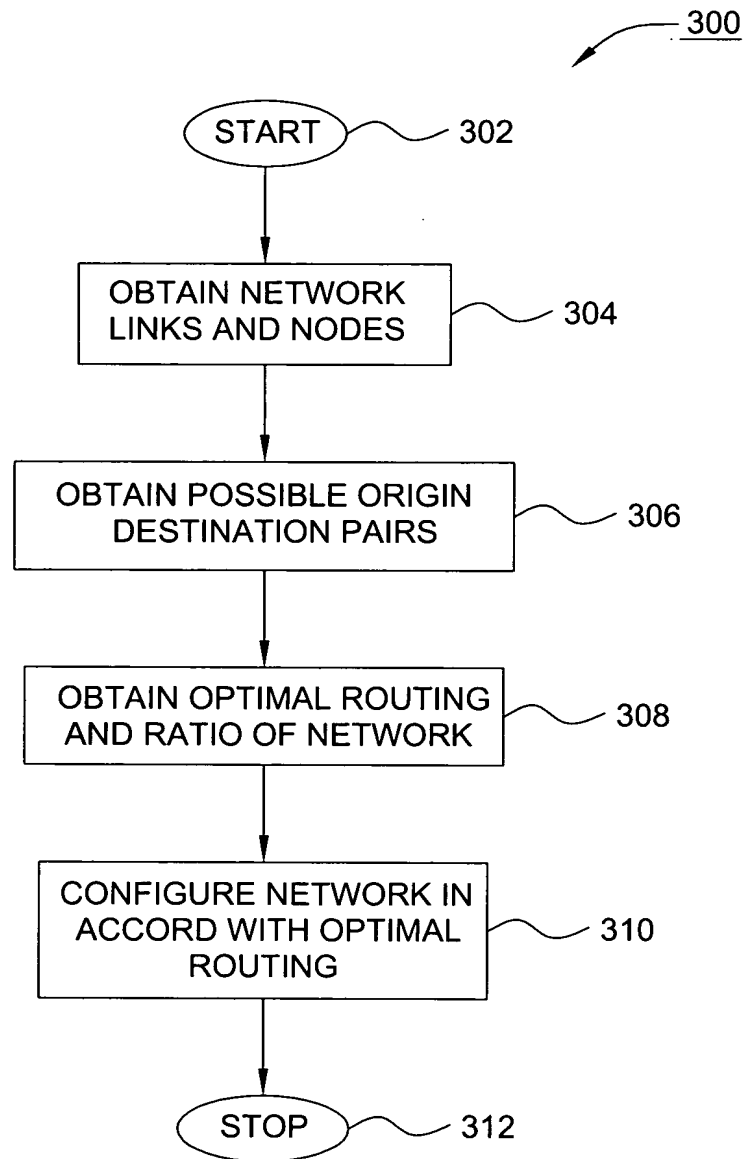 300
START
302
OBTAIN NETWORK
LINKS AND NODES
304
OBTAIN POSSIBLE ORIGIN
DESTINATION PAIRS
306
OBTAIN OPTIMAL ROUTING
AND RATIO OF NETWORK
308
CONFIGURE NETWORK IN
ACCORD WITH OPTIMAL
ROUTING
310
STOP
312